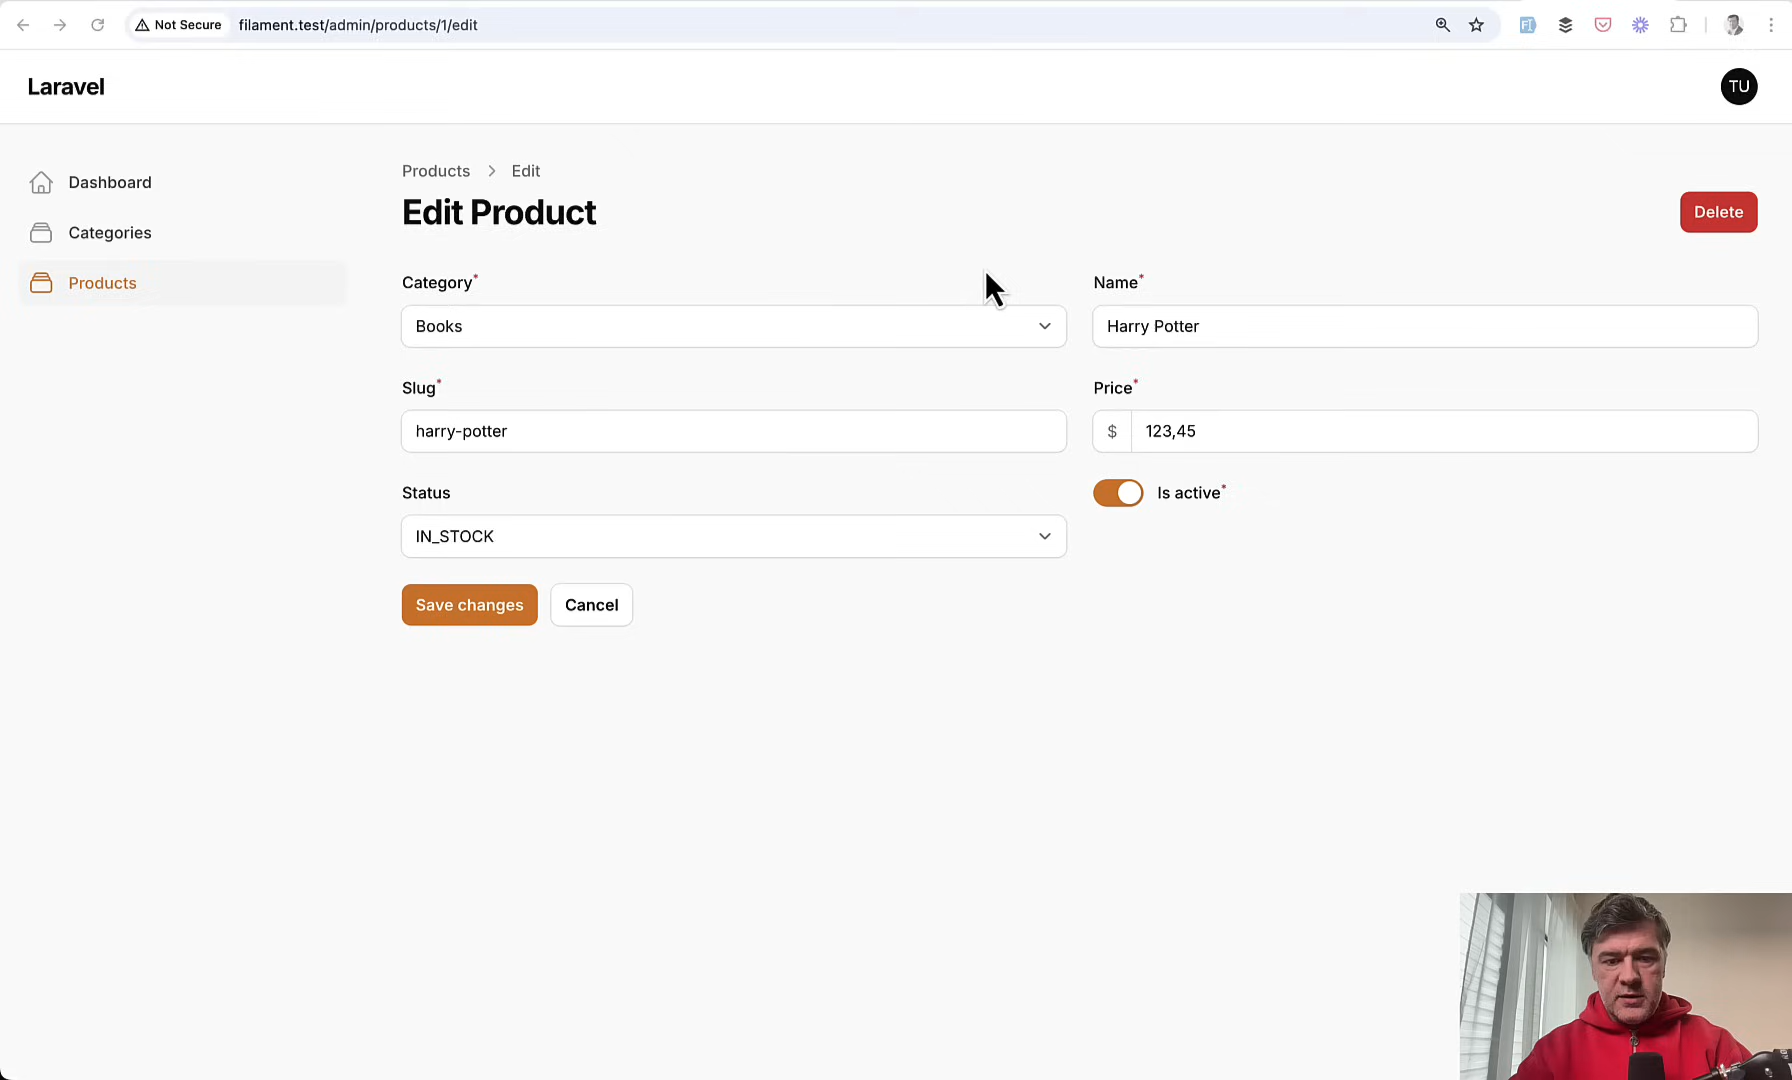 Not Secure
filament.test/admin/products/1/edit
Laravel
TU
Dashboard
Categories
Products
Products
Edit
Edit Product
Delete
Category*
Name*
Books
Harry Potter
Slug*
Price*
harry-potter
$
123,45
Status
Is active*
IN_STOCK
Save changes
Cancel